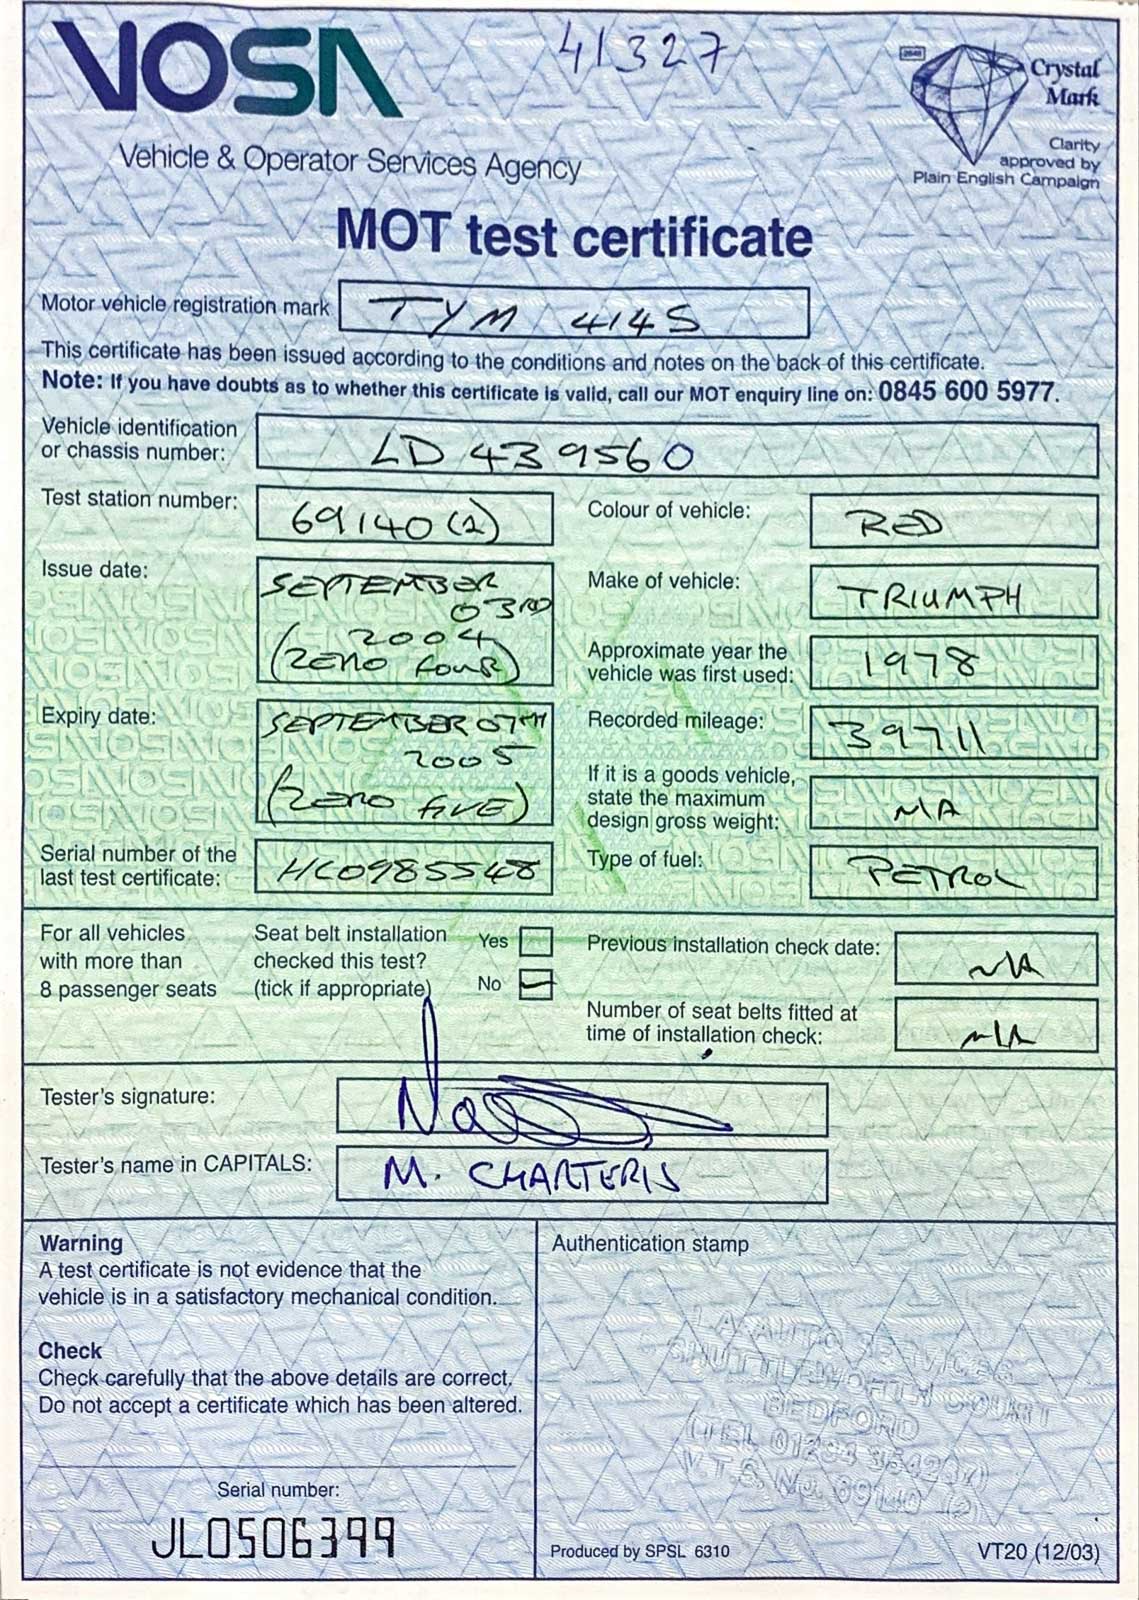 VOSA
41327
Crystal
Mark
Clarity
approved by
Plain English Campaign
Vehicle & Operator Services Agency
MOT test certificate
Motor vehicle registration mark TYM 414S
This certificate has been issued according to the conditions and notes on the back of this certificate.
Note: If you have doubts as to whether this certificate is valid, call our MOT enquiry line on: 0845 600 5977.
Vehicle identification
or chassis number: LD 439560
Test station number: 69140 (2)
Colour of vehicle: RED
Issue date: SEPTEMBER
03RD
2004
(ZERO FOUR)
Make of vehicle: TRIUMPH
Approximate year the
vehicle was first used: 1978
Expiry date: SEPTEMBER 07TH
2005
(ZERO FIVE)
Recorded mileage: 39711
If it is a goods vehicle,
state the maximum
design gross weight: N/A
Serial number of the
last test certificate: HC0985548
Type of fuel: PETROL
For all vehicles
with more than
8 passenger seats
Seat belt installation
checked this test?
(tick if appropriate)
Yes
No
Previous installation check date: N/A
Number of seat belts fitted at
time of installation check: N/A
Tester's signature:
Tester's name in CAPITALS: M. CHARTERIS
Warning
A test certificate is not evidence that the
vehicle is in a satisfactory mechanical condition.
Check
Check carefully that the above details are correct.
Do not accept a certificate which has been altered.
Serial number:
JL0506399
Authentication stamp
AUTO SERVICES
SHUTTLEWORTH COURT
BEDFORD
(TEL 01234
V.T.S. No. 69140 (2)
Produced by SPSL 6310
VT20 (12/03)